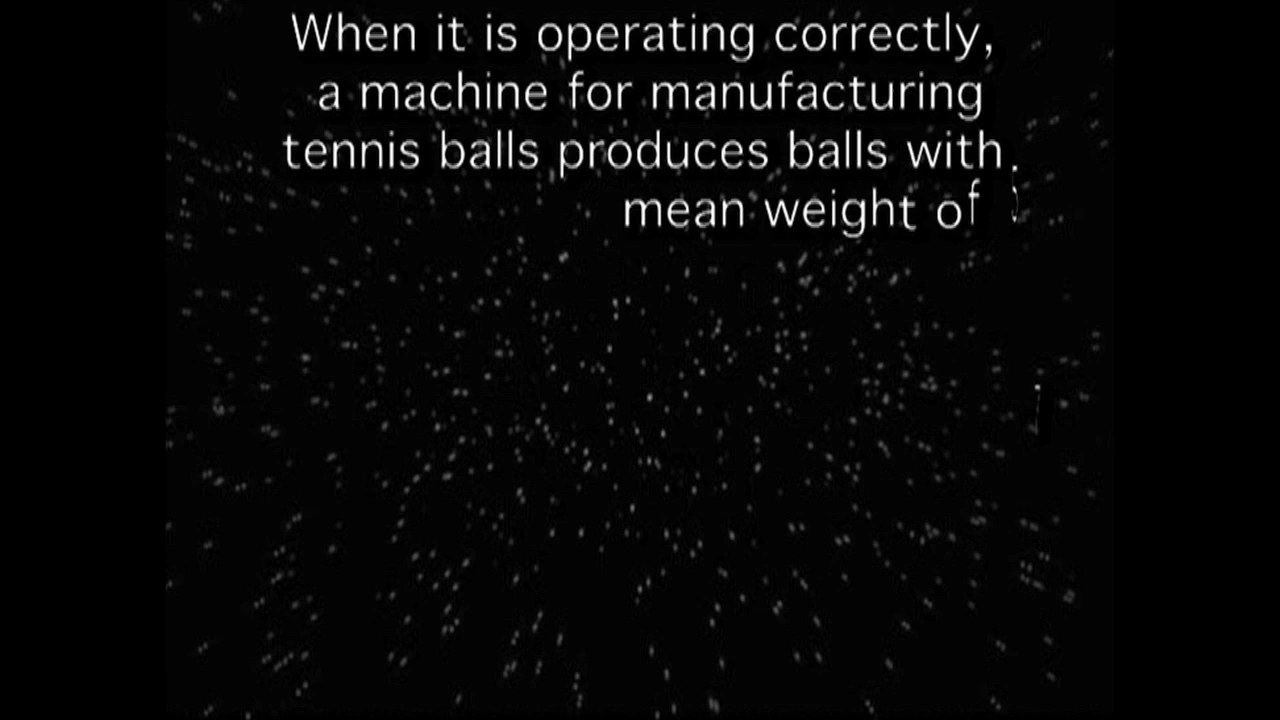 When it is operating correctly,
a machine for manufacturing
tennis balls produces balls with
mean weight of